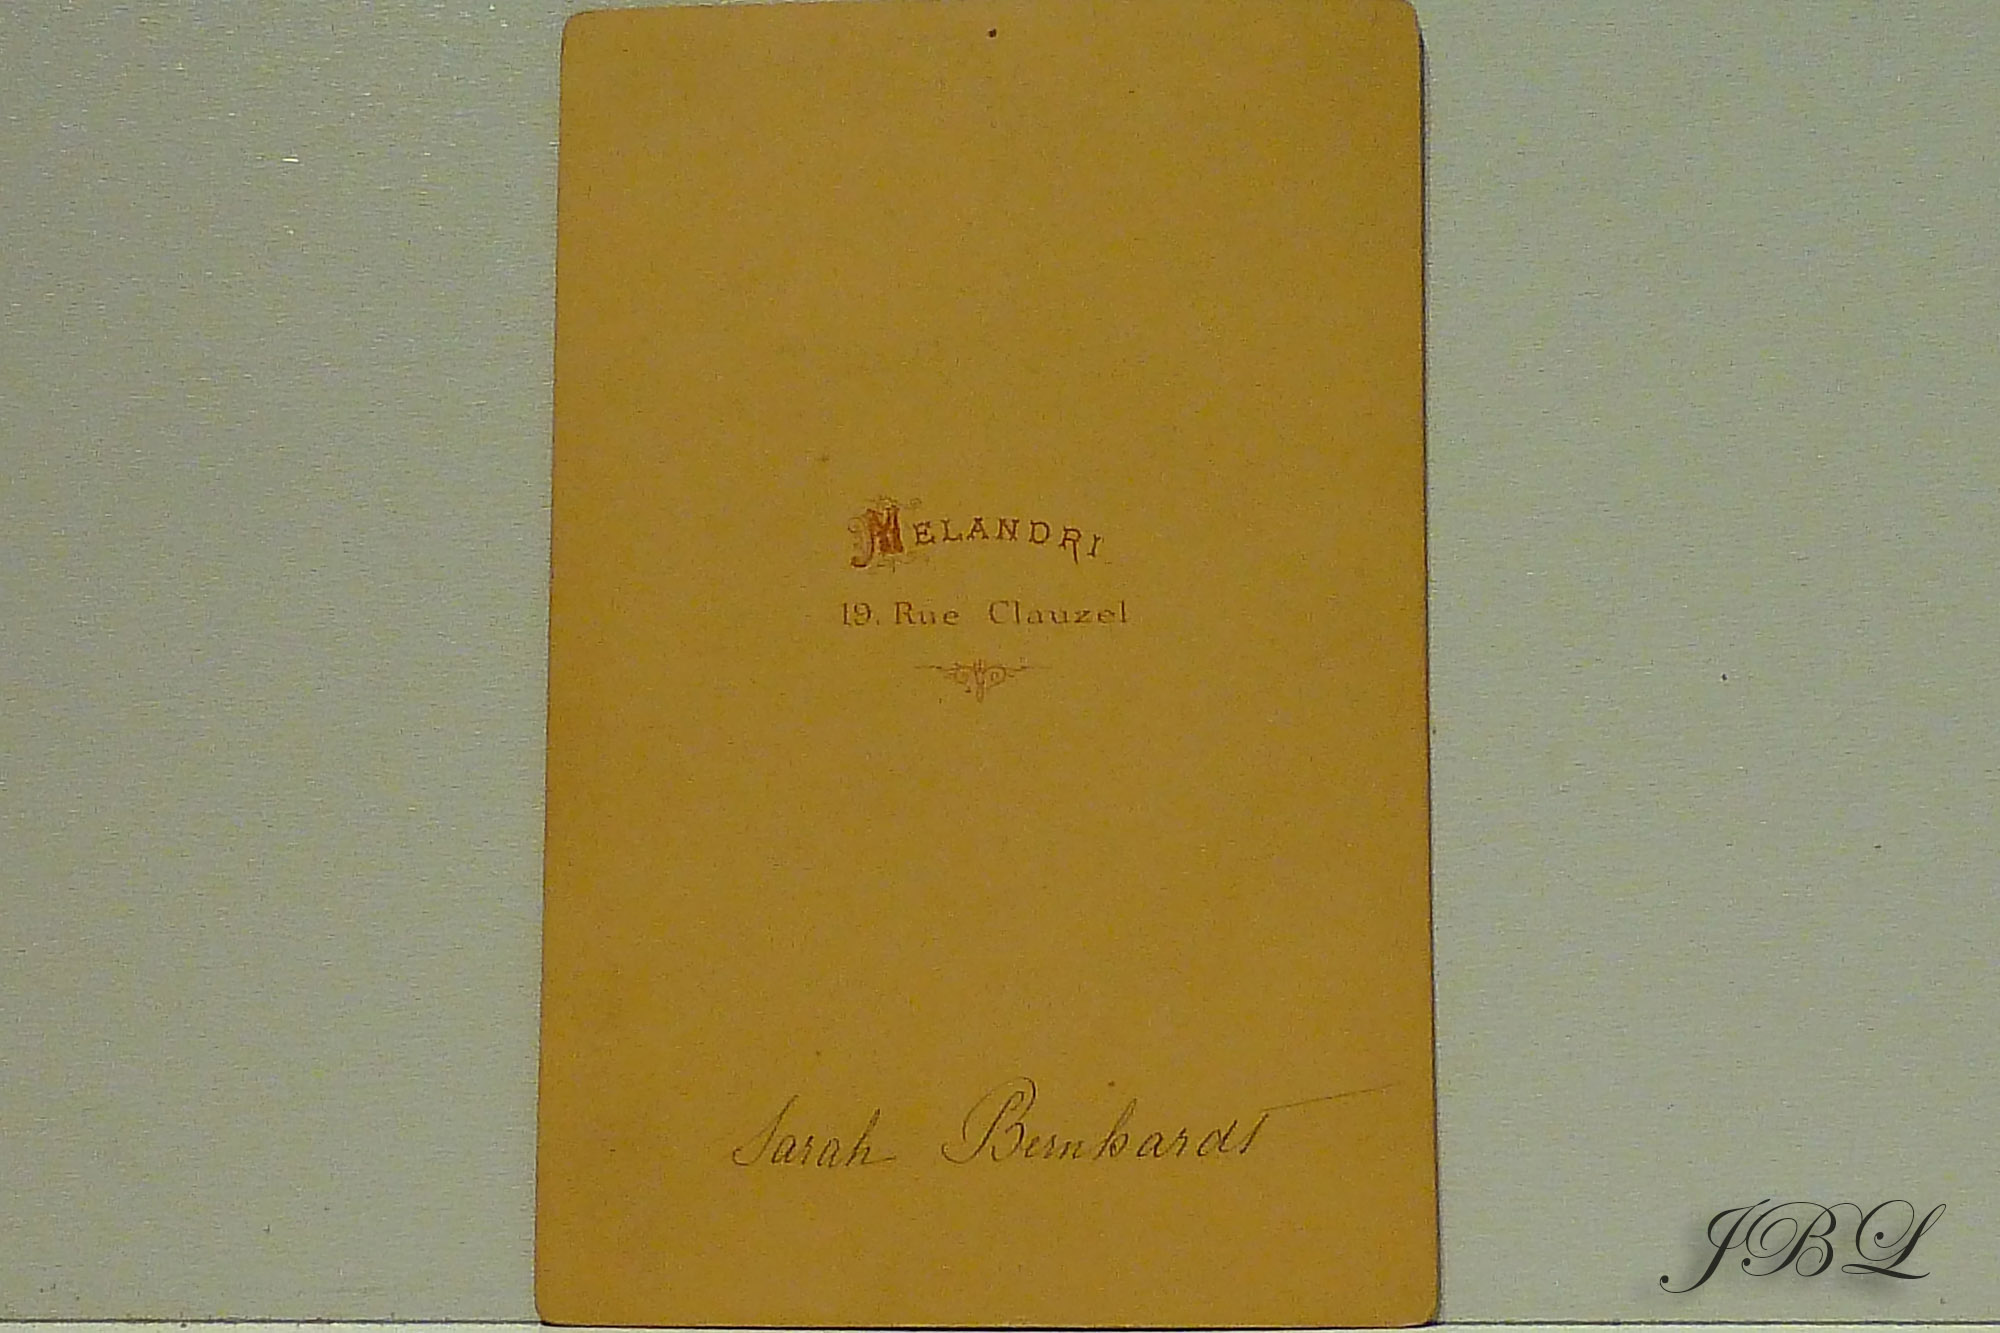 MELANDRI
19. Rue Clauzel
Sarah Bernhardt
JBL